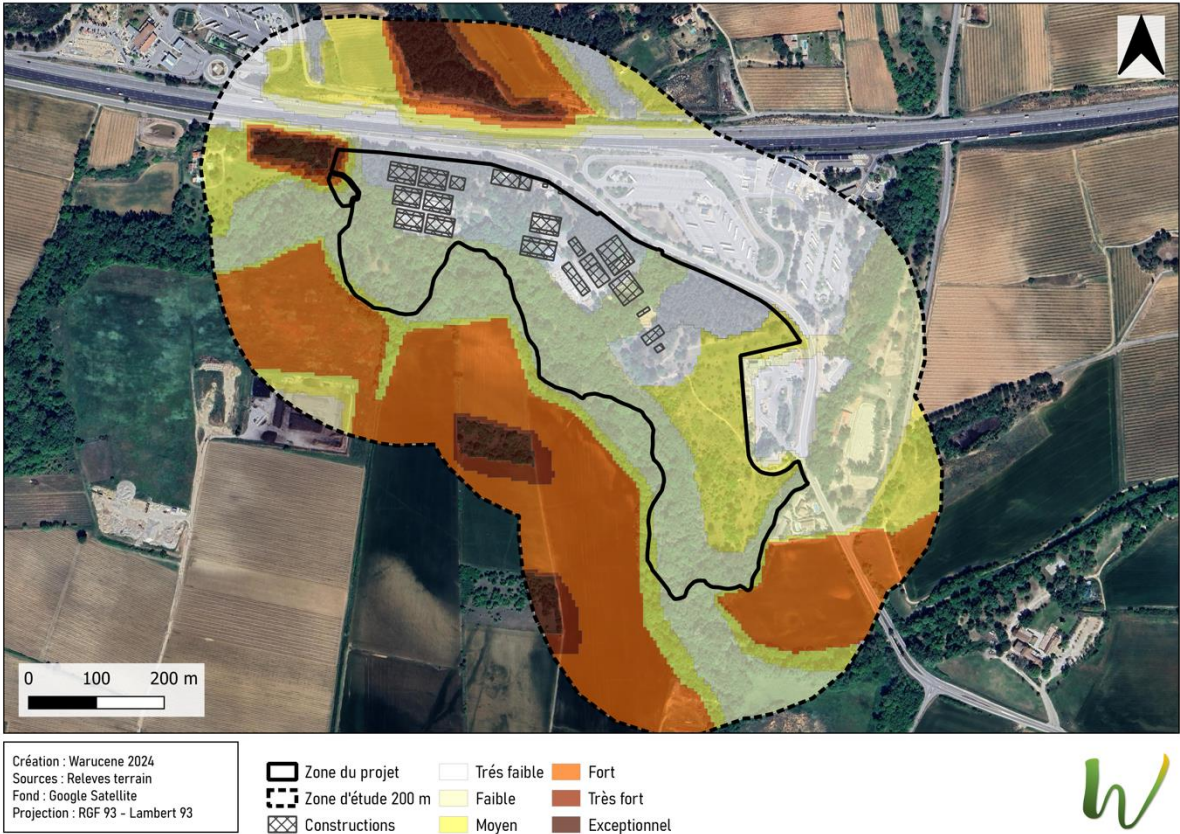 0 100 200 m
Création : Warucene 2024
Sources : Releves terrain
Fond : Google Satellite
Projection : RGF 93 - Lambert 93
Zone du projet
Zone d'étude 200 m
Constructions
Trés faible
Faible
Moyen
Fort
Très fort
Exceptionnel
W